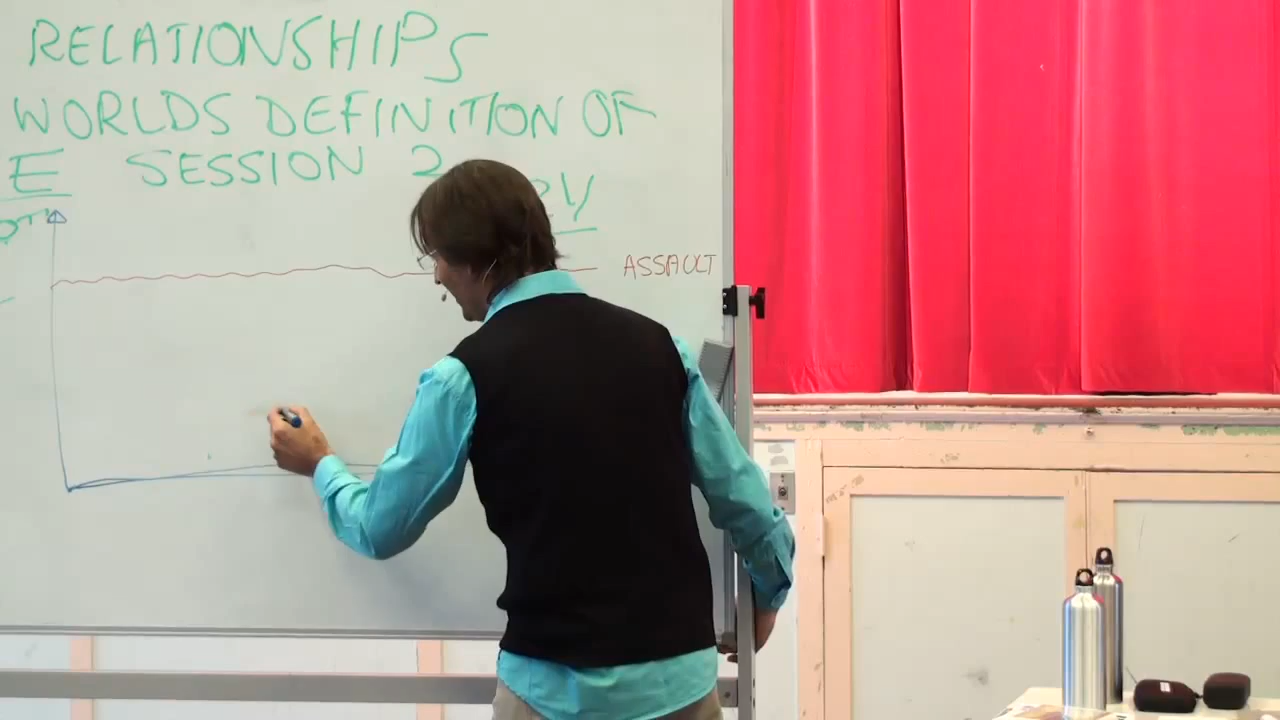 RELATIONSHIPS
WORLDS DEFINITION OF
SESSION 2
ASSAULT